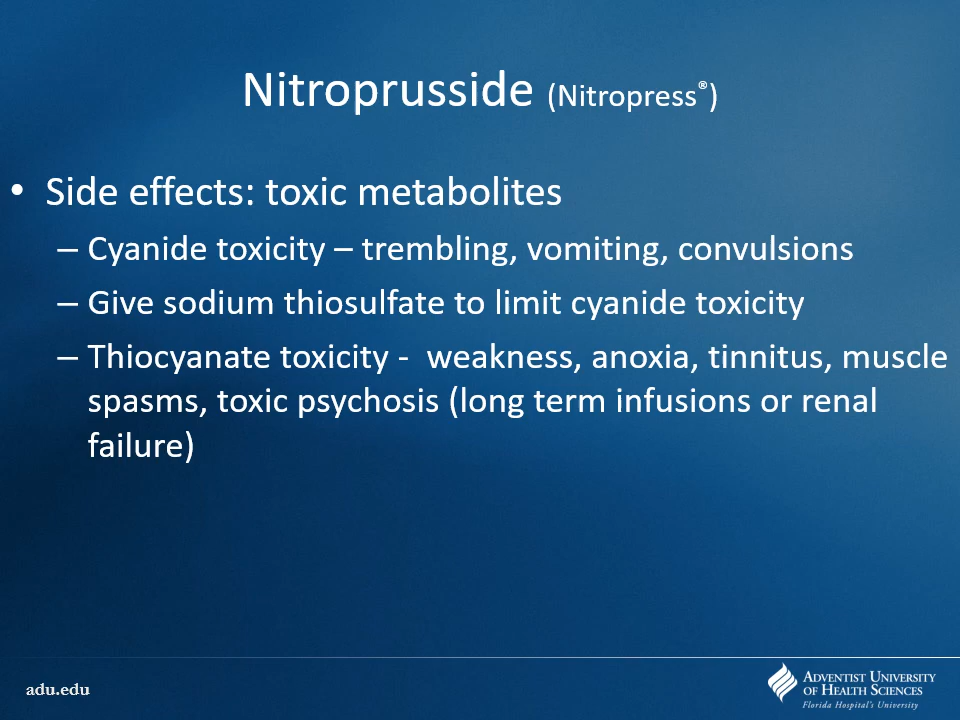 Nitroprusside (Nitropress®)
• Side effects: toxic metabolites
– Cyanide toxicity – trembling, vomiting, convulsions
– Give sodium thiosulfate to limit cyanide toxicity
– Thiocyanate toxicity -  weakness, anoxia, tinnitus, muscle
spasms, toxic psychosis (long term infusions or renal
failure)
adu.edu
ADVENTIST UNIVERSITY
OF HEALTH SCIENCES
Florida Hospital's University